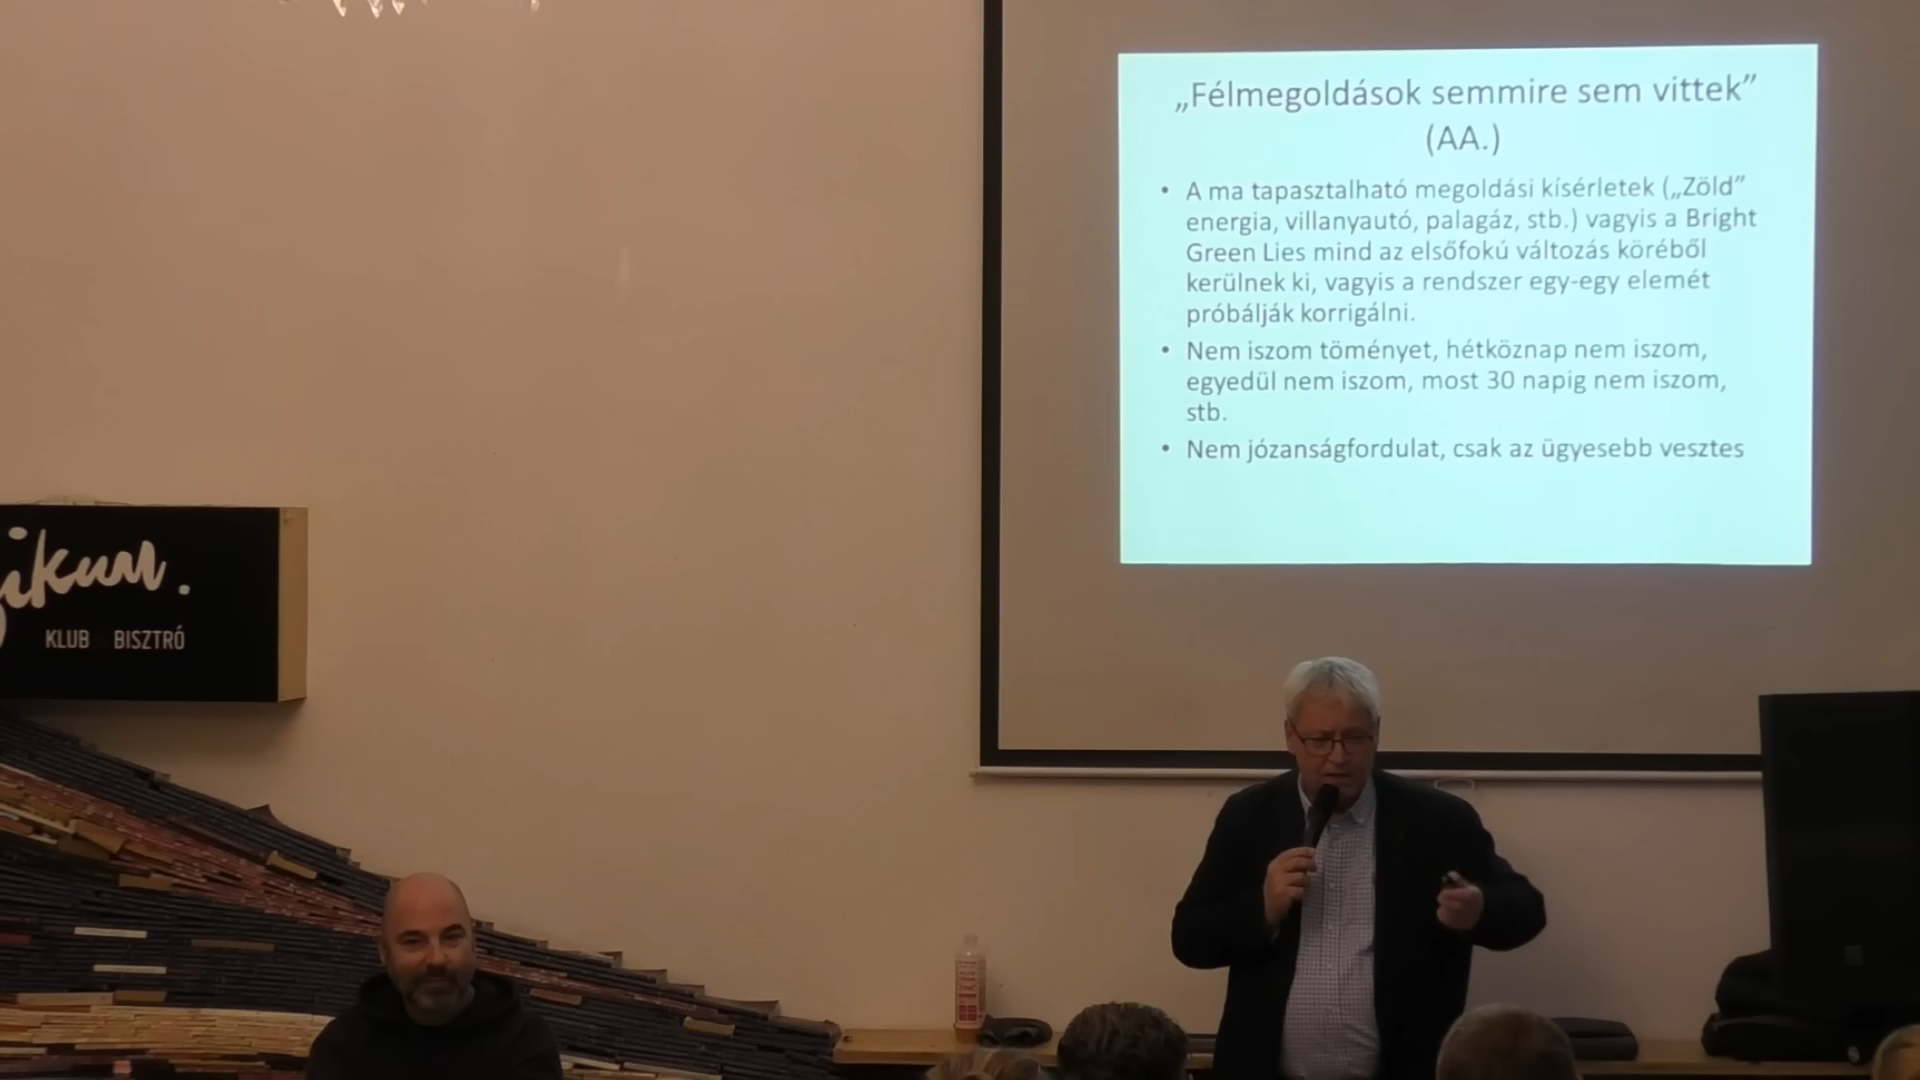 „Félmegoldások semmire sem vittek”
(AA.)
• A ma tapasztalható megoldási kísérletek („Zöld”
energia, villanyautó, palagáz, stb.) vagyis a Bright
Green Lies mind az elsőfokú változás köréből
kerülnek ki, vagyis a rendszer egy-egy elemét
próbálják korrigálni.
• Nem iszom töményet, hétköznap nem iszom,
egyedül nem iszom, most 30 napig nem iszom,
stb.
• Nem józanságfordulat, csak az ügyesebb vesztes
ikum.
KLUB BISZTRÓ